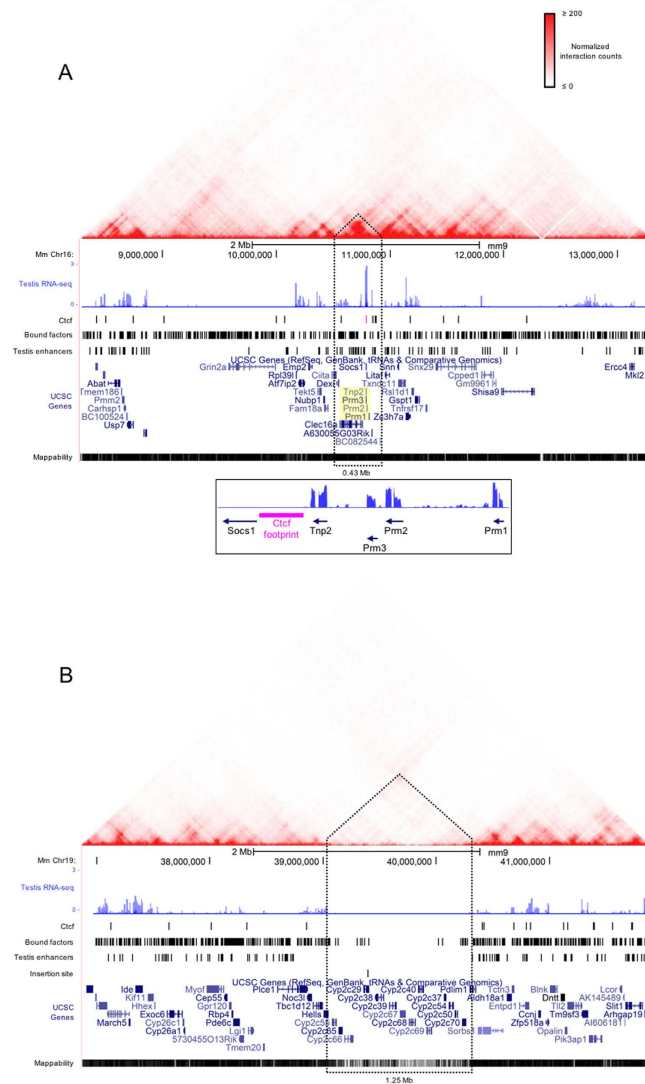 ≥ 200
Normalized
interaction counts
≤ 0
A
2 Mb mm9
Mm Chr16: 9,000,000 10,000,000 11,000,000 12,000,000 13,000,000
3
Testis RNA-seq
0
Ctcf
Bound factors
Testis enhancers
UCSC Genes (RefSeq, GenBank, tRNAs & Comparative Genomics)
Grin2a Emp2 Socs1 Snn Snx29 Ercc4
Rpl39l Ciita Litaf Cpped1 Mkl2
Abat Atf7ip2 Dexi Txndc11 Gm9961
Tmem186 Tekt5 Tnp2 Rsl1d1 Shisa9
UCSC
Genes
Pmm2 Nubp1 Prm3 Gspt1
Carhsp1 Fam18a Prm2 Tnfrsf17
BC100524 Prm1 Zc3h7a
Usp7 Clec16a
A630055G03Rik
BC082544
Mappability
0.43 Mb
Socs1 Ctcf
footprint Tnp2 Prm3 Prm2 Prm1
B
2 Mb mm9
Mm Chr19: 38,000,000 39,000,000 40,000,000 41,000,000
3
Testis RNA-seq
0
Ctcf
Bound factors
Testis enhancers
Insertion site
UCSC Genes (RefSeq, GenBank, tRNAs & Comparative Genomics)
Ide Myof Plce1 Cyp2c29 Cyp2c40 Pdlim1 Tctn3 Blnk Lcor
Kif11 Cep55 Noc3l Cyp2c38 Cyp2c37 Aldh18a1 Dntt AK145489
Hhex Gpr120 Tbc1d12 Cyp2c39 Cyp2c54 Entpd1 Tll2 Slit1
UCSC
Genes
Exoc6 Rbp4 Hells Cyp2c67 Cyp2c50 Ccnj Tm9sf3 Arhgap19
March5 Cyp26c1 Pde6c Cyp2c55 Cyp2c68 Cyp2c70 Zfp518a Opalin AI606181
Cyp26a1 Lgi1 Cyp2c65 Cyp2c69 Sorbs1 Pik3ap1
5730455O13Rik Cyp2c66
Tmem20
Mappability
1.25 Mb